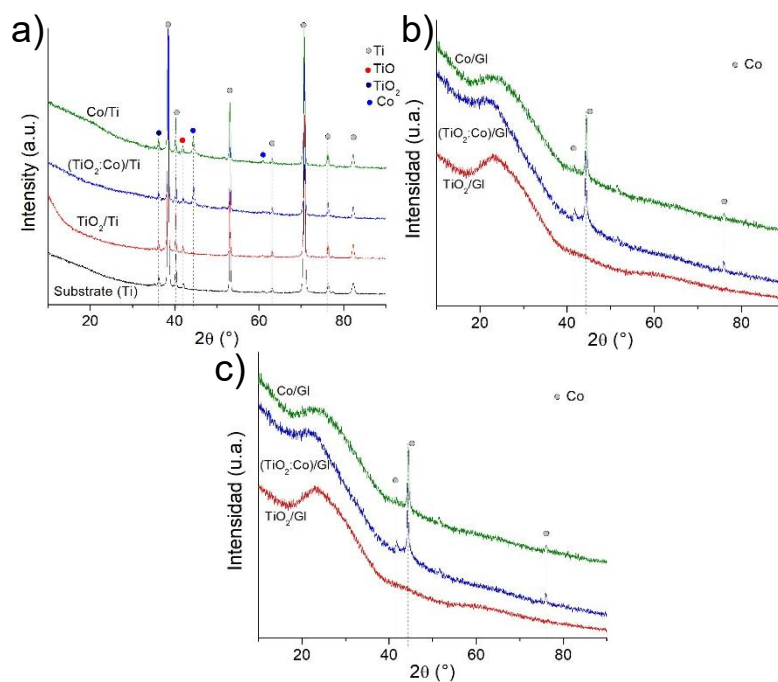 a)
Intensity (a.u.)
Co/Ti
(TiO₂:Co)/Ti
TiO₂/Ti
Substrate (Ti)
Ti
TiO
TiO₂
Co
20 40 60 80
2θ (°)
b)
Intensidad (u.a.)
Co/Gl
(TiO₂:Co)/Gl
TiO₂/Gl
Co
20 40 60 80
2θ (°)
c)
Intensidad (u.a.)
Co/Gl
(TiO₂:Co)/Gl
TiO₂/Gl
Co
20 40 60 80
2θ (°)